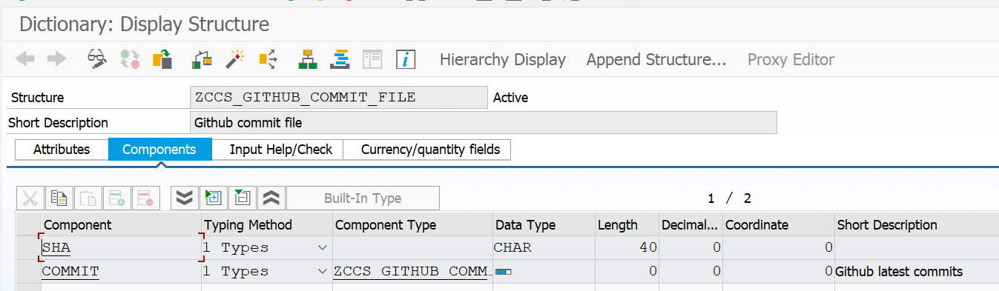 Dictionary: Display Structure
Hierarchy Display Append Structure... Proxy Editor
Structure ZCCS_GITHUB_COMMIT_FILE Active
Short Description Github commit file
Attributes Components Input Help/Check Currency/quantity fields
Built-In Type 1 / 2
Component Typing Method Component Type Data Type Length Decimal... Coordinate Short Description
SHA 1 Types CHAR 40 0 0
COMMIT 1 Types ZCCS_GITHUB_COMM... 0 0 0 Github latest commits